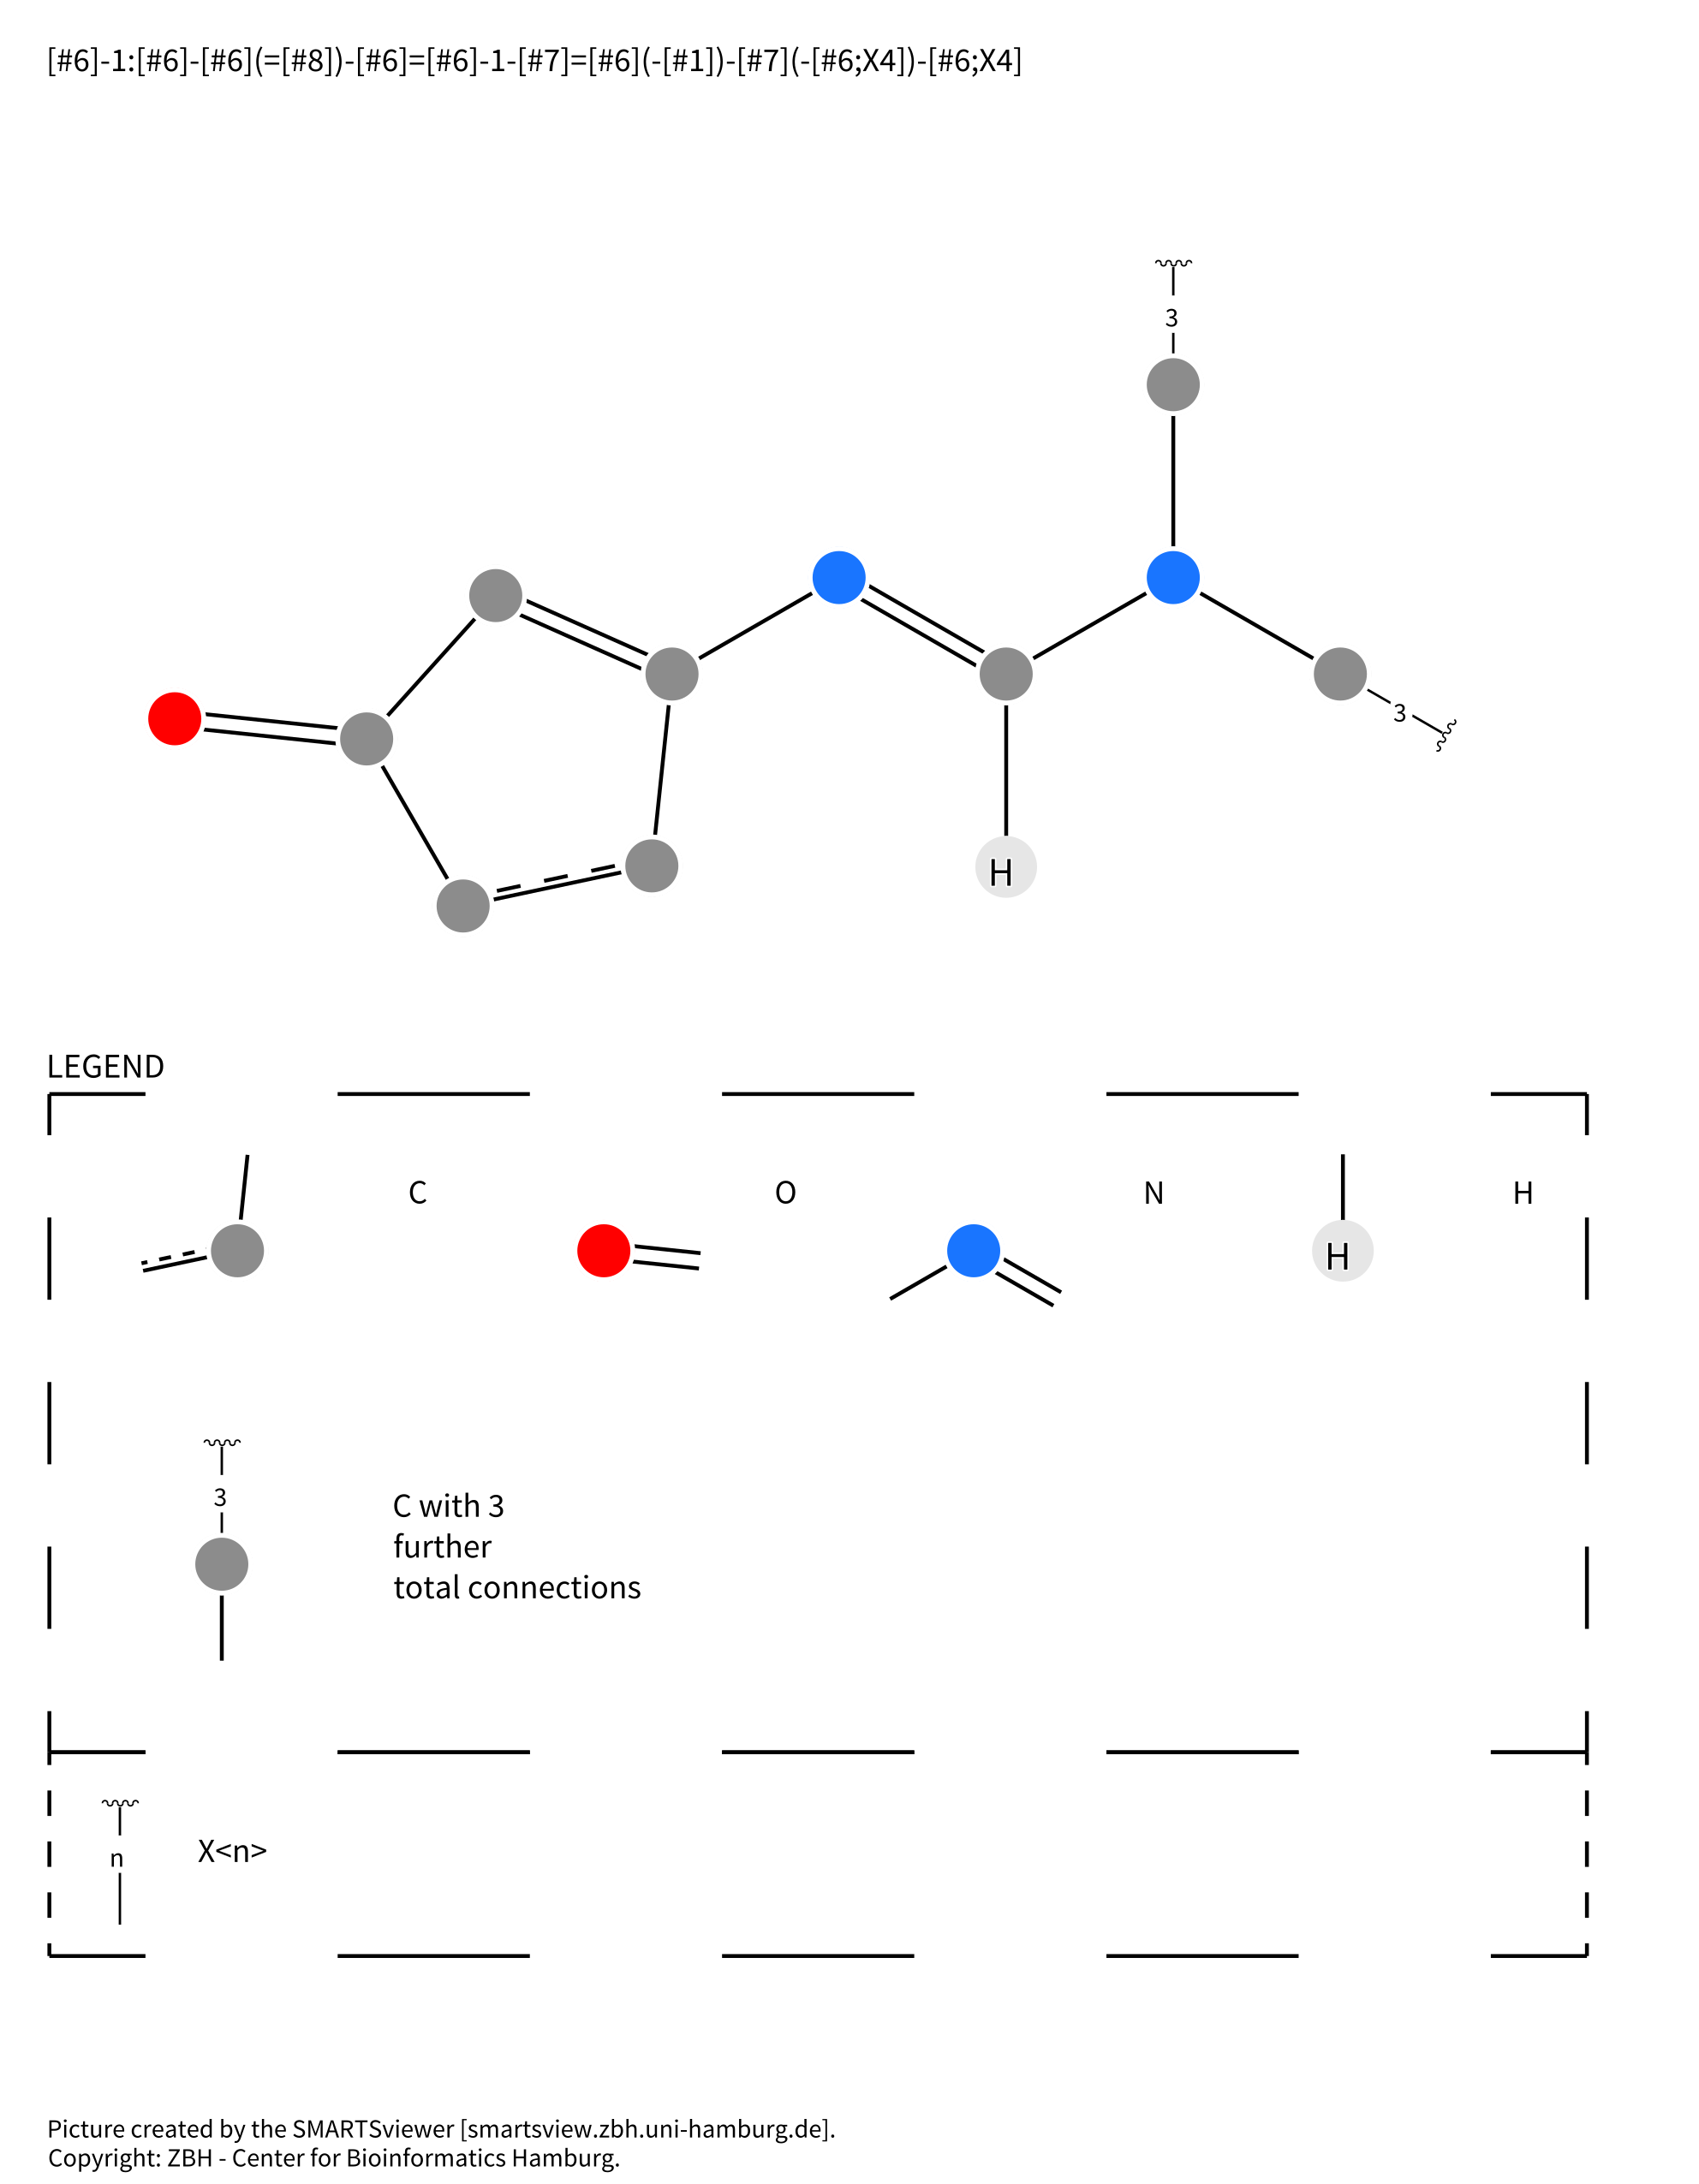 [#6]-1:[#6]-[#6](=[#8])-[#6]=[#6]-1-[#7]=[#6](-[#1])-[#7](-[#6;X4])-[#6;X4]
3
3
H
LEGEND
C
O
N
H
H
3
C with 3
further
total connections
n
X<n>
Picture created by the SMARTSviewer [smartsview.zbh.uni-hamburg.de].
Copyright: ZBH - Center for Bioinformatics Hamburg.